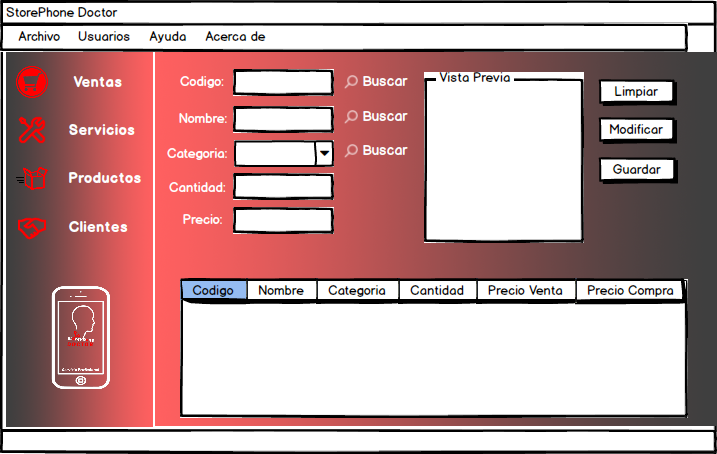 StorePhone Doctor
Archivo Usuarios Ayuda Acerca de
Ventas
Servicios
Productos
Clientes
Codigo: Buscar
Nombre: Buscar
Categoria: Buscar
Cantidad:
Precio:
Vista Previa
Limpiar
Modificar
Guardar
Codigo Nombre Categoria Cantidad Precio Venta Precio Compra